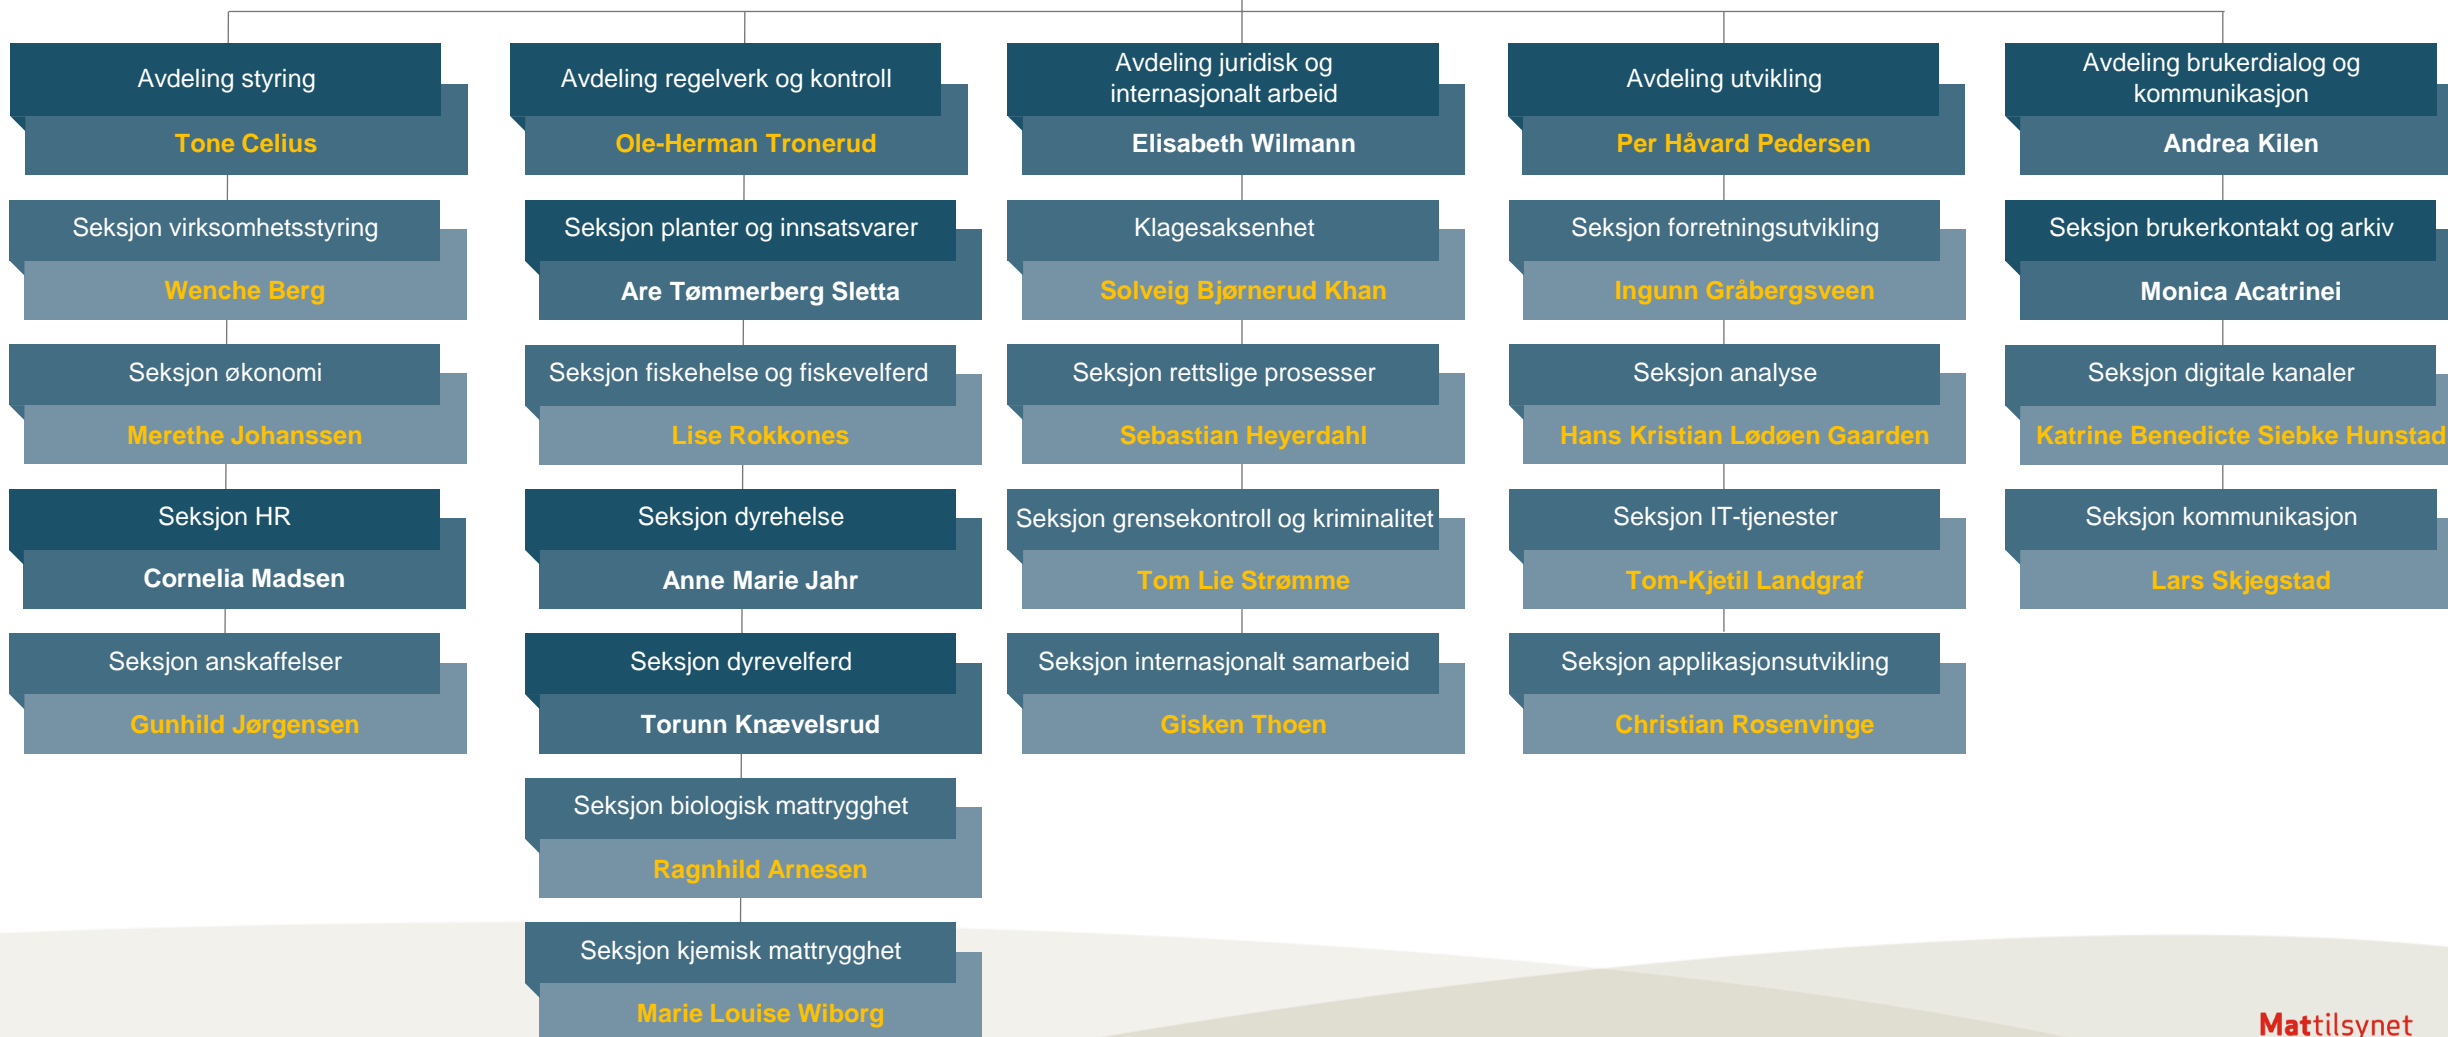 Avdeling styring
Tone Celius
Seksjon virksomhetsstyring
Wenche Berg
Seksjon økonomi
Merethe Johanssen
Seksjon HR
Cornelia Madsen
Seksjon anskaffelser
Gunhild Jørgensen
Avdeling regelverk og kontroll
Ole-Herman Tronerud
Seksjon planter og innsatsvarer
Are Tømmerberg Sletta
Seksjon fiskehelse og fiskevelferd
Lise Rokkones
Seksjon dyrehelse
Anne Marie Jahr
Seksjon dyrevelferd
Torunn Knævelsrud
Seksjon biologisk mattrygghet
Ragnhild Arnesen
Seksjon kjemisk mattrygghet
Marie Louise Wiborg
Avdeling juridisk og
internasjonalt arbeid
Elisabeth Wilmann
Klagesaksenhet
Solveig Bjørnerud Khan
Seksjon rettslige prosesser
Sebastian Heyerdahl
Seksjon grensekontroll og kriminalitet
Tom Lie Strømme
Seksjon internasjonalt samarbeid
Gisken Thoen
Avdeling utvikling
Per Håvard Pedersen
Seksjon forretningsutvikling
Ingunn Gråbergsveen
Seksjon analyse
Hans Kristian Lødøen Gaarden
Seksjon IT-tjenester
Tom-Kjetil Landgraf
Seksjon applikasjonsutvikling
Christian Rosenvinge
Avdeling brukerdialog og
kommunikasjon
Andrea Kilen
Seksjon brukerkontakt og arkiv
Monica Acatrinei
Seksjon digitale kanaler
Katrine Benedicte Siebke Hunstad
Seksjon kommunikasjon
Lars Skjegstad
Mattilsynet